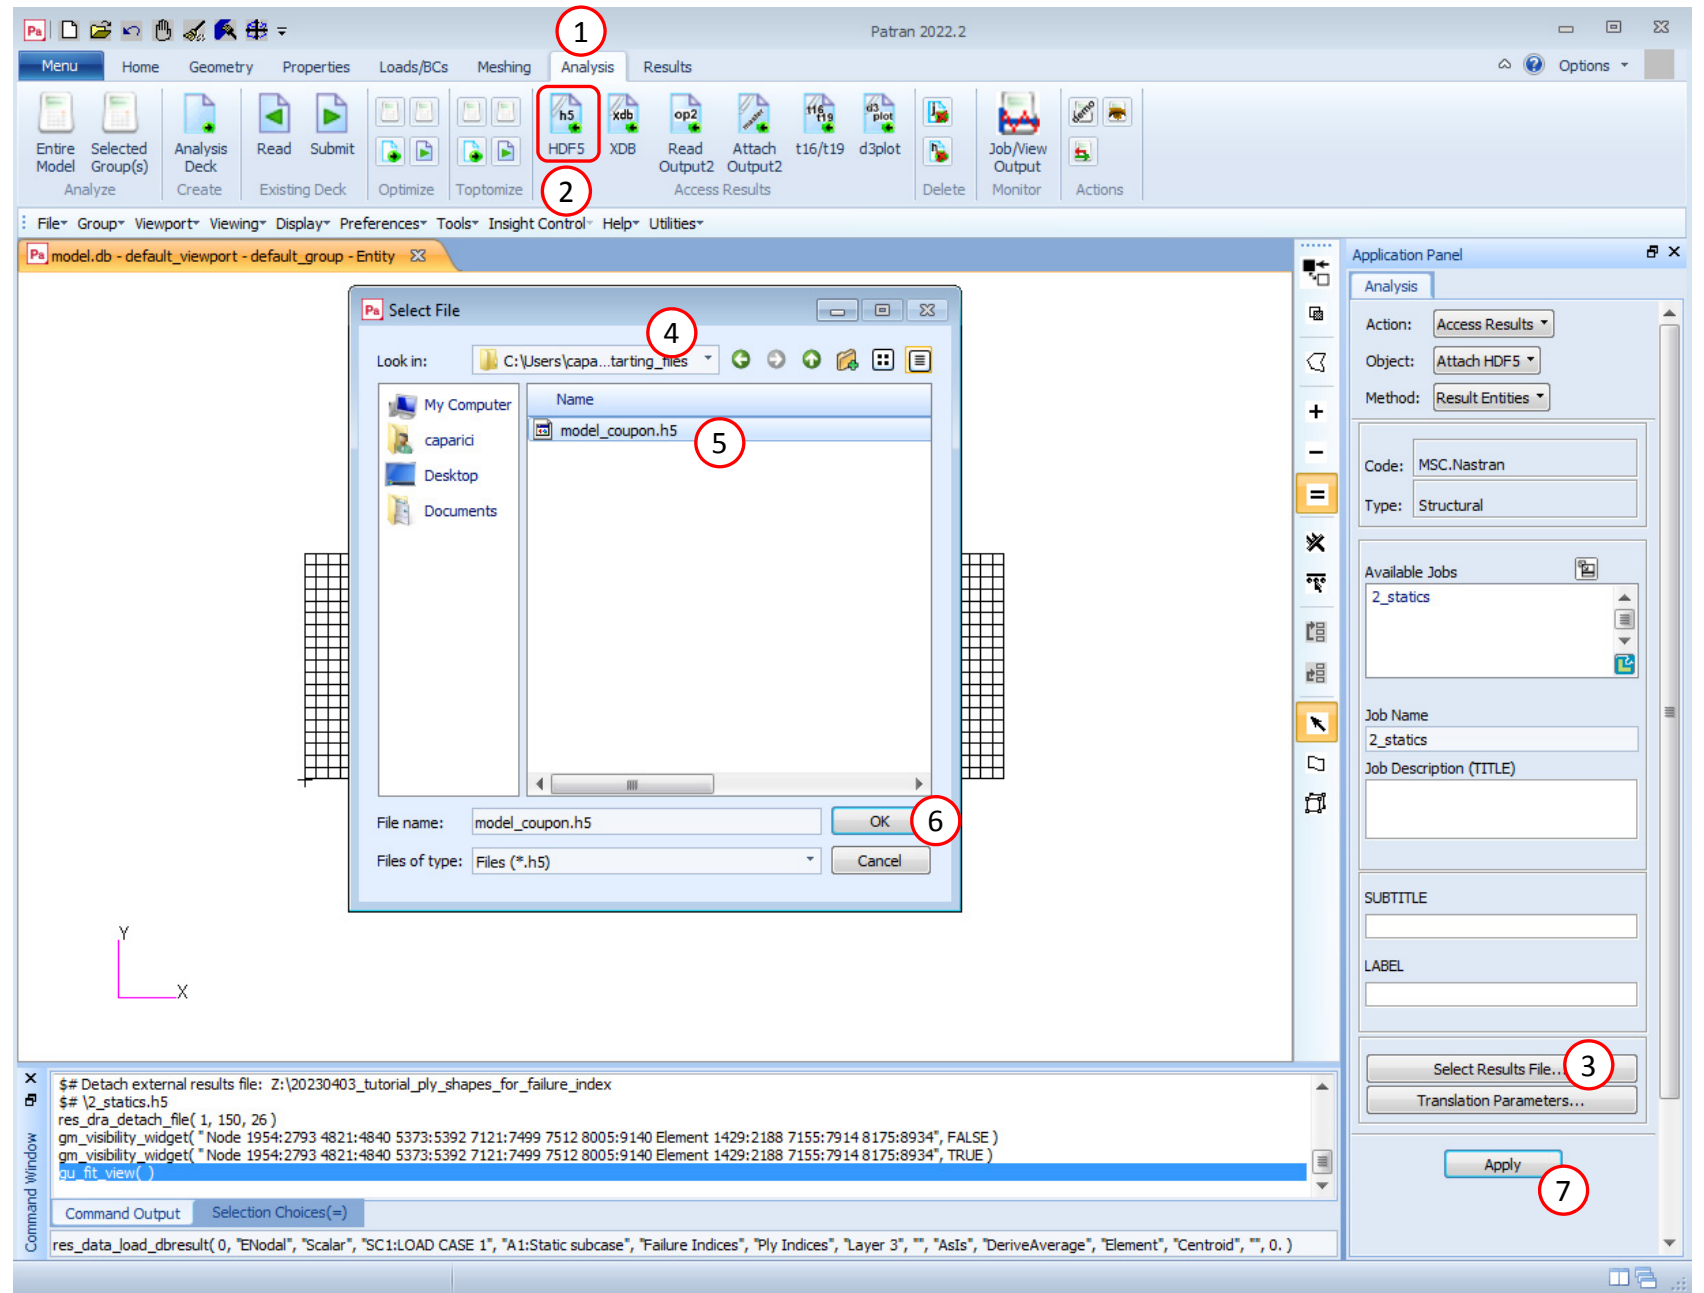 Pa
Patran 2022.2
1
Menu Home Geometry Properties Loads/BCs Meshing Analysis Results
Options
h5 xdb op2 master t16 t19 d3 plot
Entire Model
Selected Group(s)
Analysis Deck
Read
Submit
HDF5
XDB
Read Output2
Attach Output2
t16/t19
d3plot
Job/View Output
Analyze Create Existing Deck Optimize Toptomize Access Results Delete Monitor Actions
2
File Group Viewport Viewing Display Preferences Tools Insight Control Help Utilities
Pa model.db - default_viewport - default_group - Entity
Pa Select File
4
Look in: C:\Users\capa...tarting_files
My Computer
caparici
Desktop
Documents
Name
model_coupon.h5
5
File name: model_coupon.h5
OK
6
Files of type: Files (*.h5)
Cancel
Y
X
Application Panel
Analysis
Action: Access Results
Object: Attach HDF5
Method: Result Entities
Code: MSC.Nastran
Type: Structural
Available Jobs
2_statics
Job Name
2_statics
Job Description (TITLE)
SUBTITLE
LABEL
Select Results File...
3
Translation Parameters...
Apply
7
Command Window
$# Detach external results file: Z:\20230403_tutorial_ply_shapes_for_failure_index
$# \2_statics.h5
res_dra_detach_file( 1, 150, 26 )
gm_visibility_widget( " Node 1954:2793 4821:4840 5373:5392 7121:7499 7512 8005:9140 Element 1429:2188 7155:7914 8175:8934", FALSE )
gm_visibility_widget( " Node 1954:2793 4821:4840 5373:5392 7121:7499 7512 8005:9140 Element 1429:2188 7155:7914 8175:8934", TRUE )
gu_fit_view( )
Command Output Selection Choices(=)
res_data_load_dbresult( 0, "ENodal", "Scalar", "SC1:LOAD CASE 1", "A1:Static subcase", "Failure Indices", "Ply Indices", "Layer 3", "", "AsIs", "DeriveAverage", "Element", "Centroid", "", 0. )